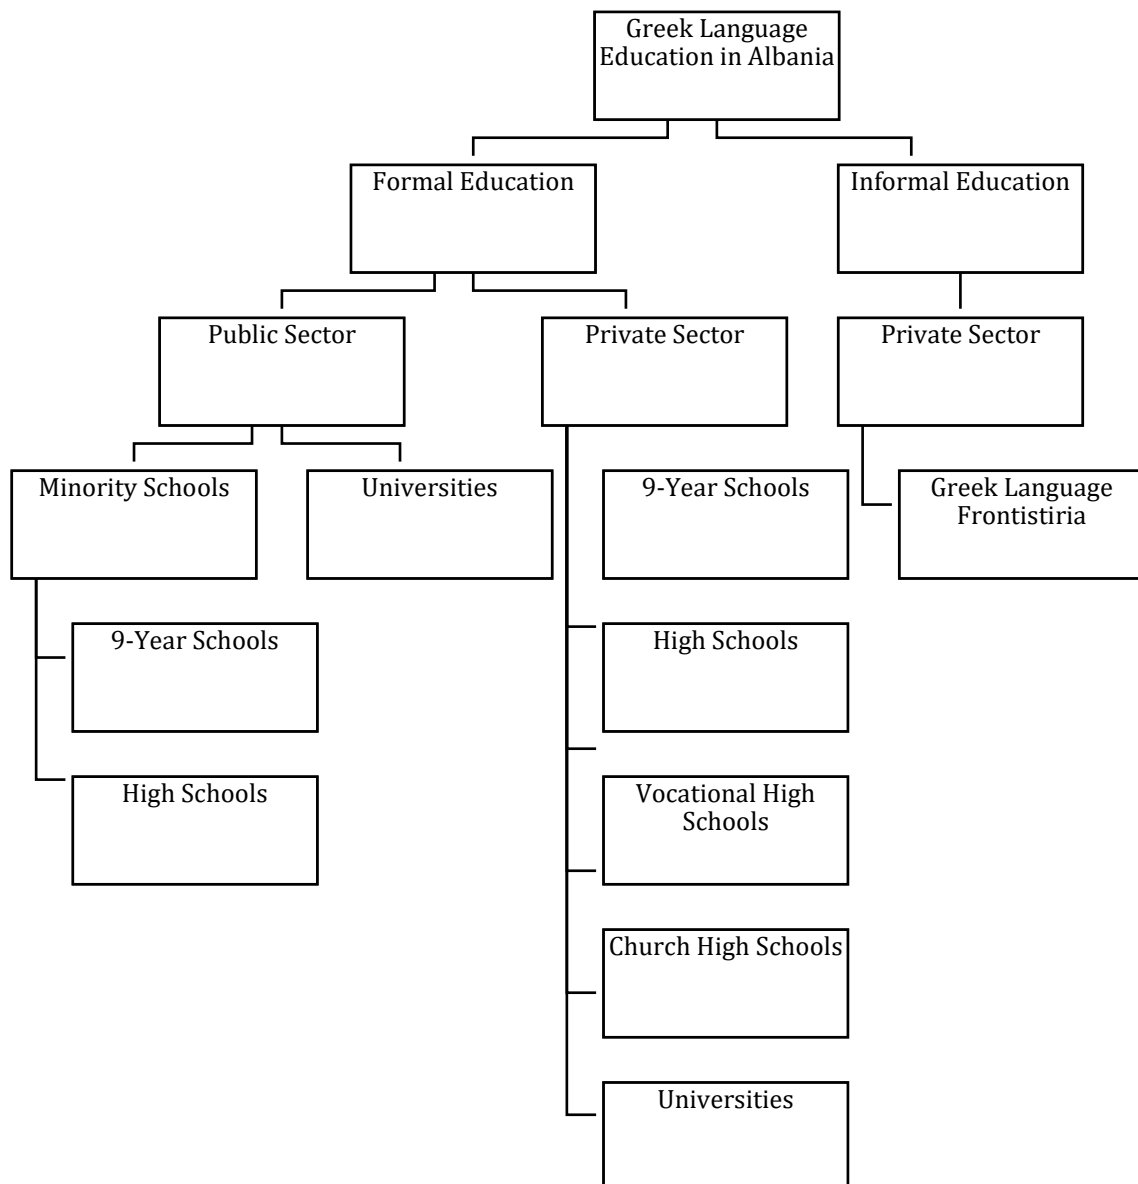 Greek Language
Education in Albania
Formal Education
Informal Education
Public Sector
Private Sector
Private Sector
Minority Schools
Universities
9-Year Schools
Greek Language
Frontistiria
9-Year Schools
High Schools
High Schools
Vocational High
Schools
Church High Schools
Universities